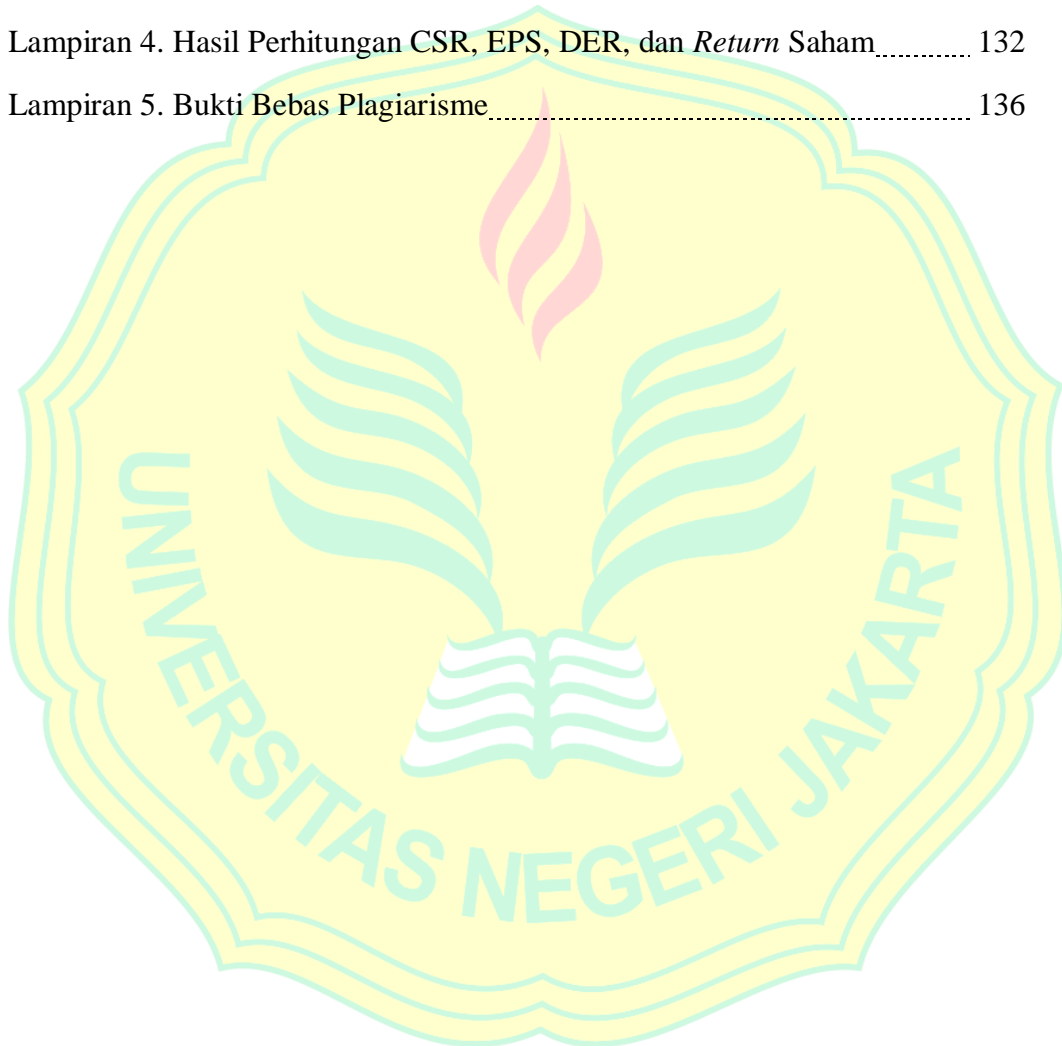 Lampiran 4. Hasil Perhitungan CSR, EPS, DER, dan Return Saham 132
Lampiran 5. Bukti Bebas Plagiarisme 136
UNIVERSITAS NEGERI JAKARTA